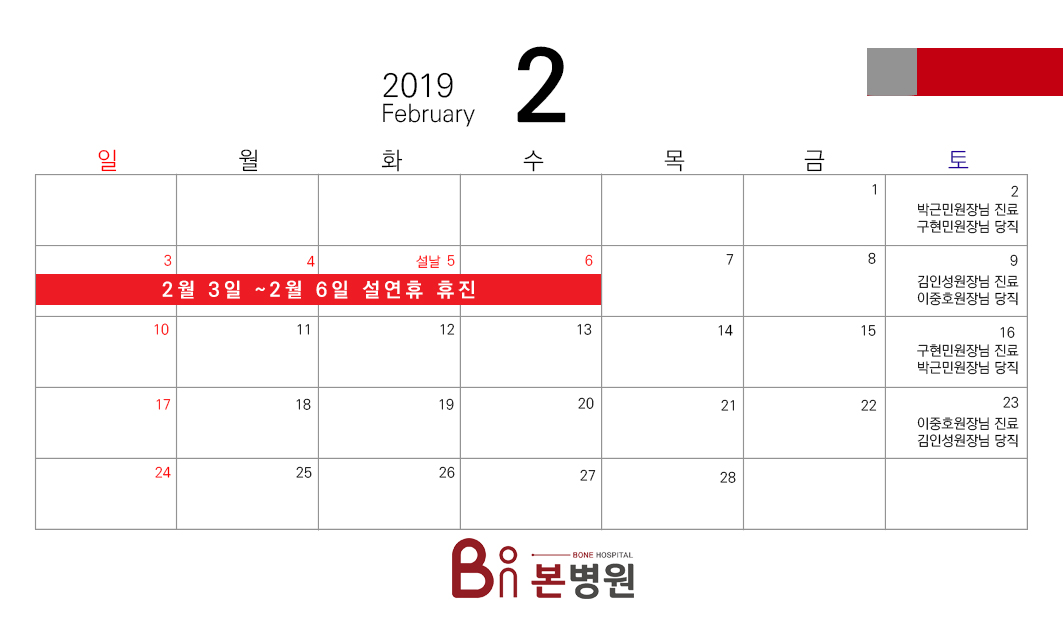 2019
February
2
일 월 화 수 목 금 토
1 2
박근민원장님 진료
구현민원장님 당직
3 4 설날 5 6 7 8 9
2월 3일 ~2월 6일 설연휴 휴진
김인성원장님 진료
이중호원장님 당직
10 11 12 13 14 15 16
구현민원장님 진료
박근민원장님 당직
17 18 19 20 21 22 23
이중호원장님 진료
김인성원장님 당직
24 25 26 27 28
Bon
BONE HOSPITAL
본병원